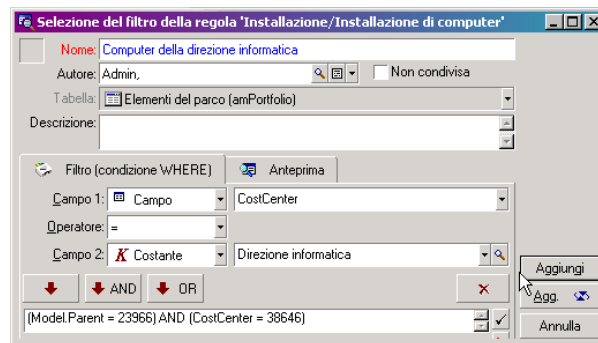 Selezione del filtro della regola 'Installazione/Installazione di computer'
Nome: Computer della direzione informatica
Autore: Admin, Non condivisa
Tabella: Elementi del parco (amPortfolio)
Descrizione:
Filtro (condizione WHERE) Anteprima
Campo 1: Campo CostCenter
Operatore: =
Campo 2: K Costante Direzione informatica
Aggiungi
AND OR
Agg.
(Model.Parent = 23966) AND (CostCenter = 38646)
Annulla